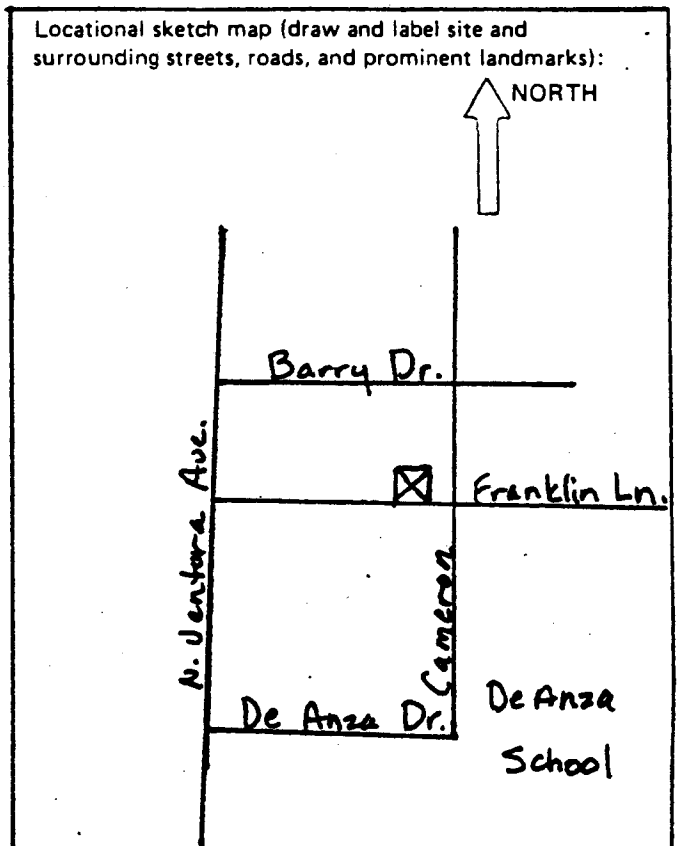 Locational sketch map (draw and label site and
surrounding streets, roads, and prominent landmarks):
NORTH
Barry Dr.
N. Ventura Ave.
Franklin Ln.
Cameron
De Anza Dr.
De Anza
School